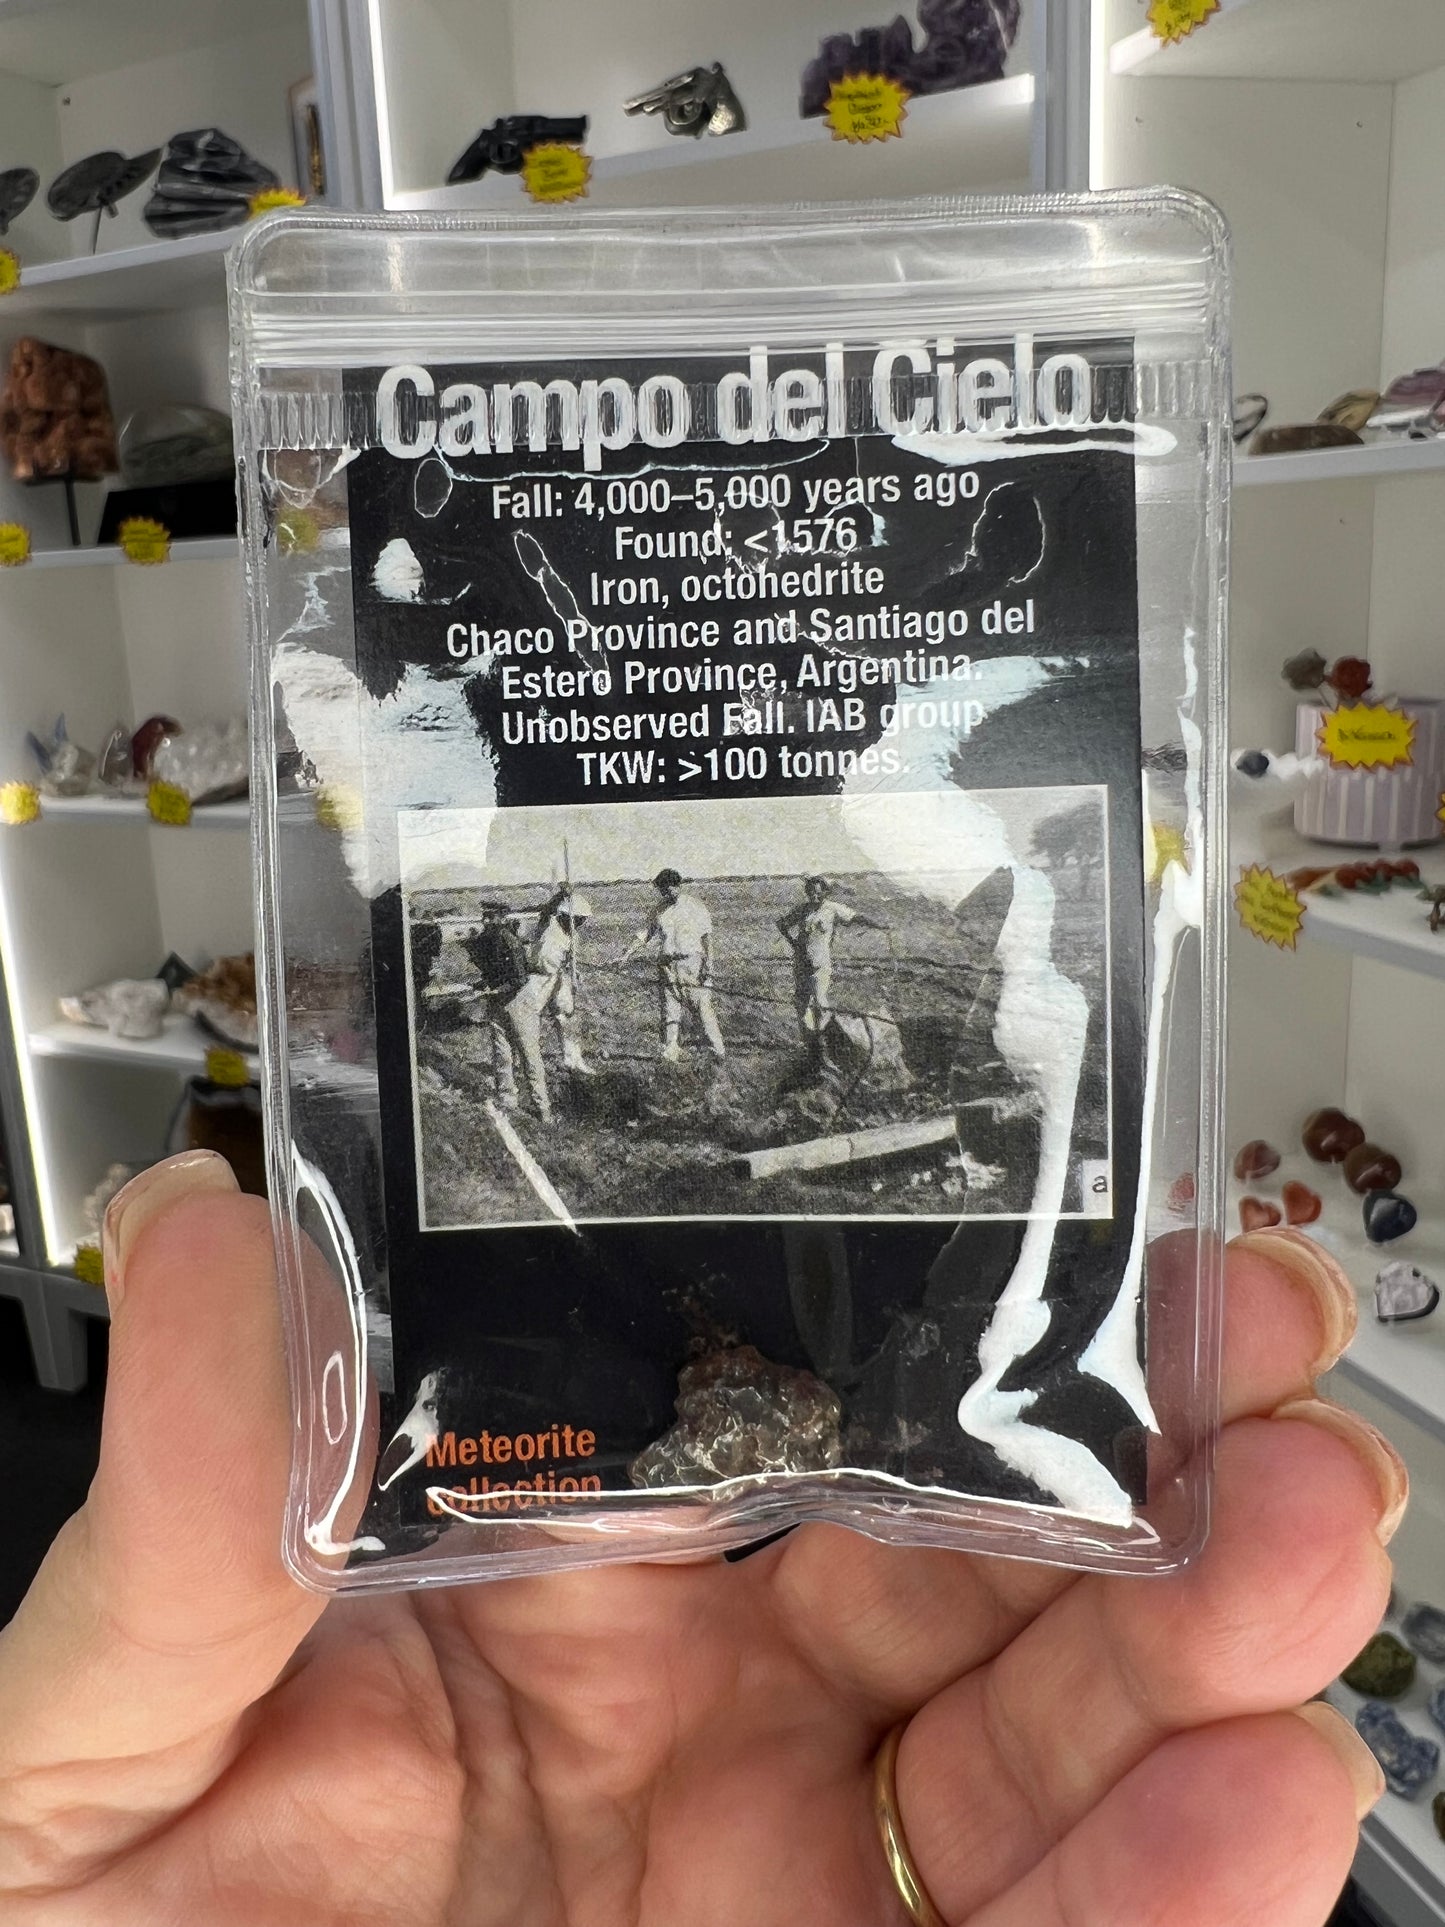 Campo del Cielo
Fall: 4,000–5,000 years ago
Found: <1576
Iron, octohedrite
Chaco Province and Santiago del
Estero Province, Argentina.
Unobserved Fall. IAB group
TKW: >100 tonnes.
a
Meteorite
collection